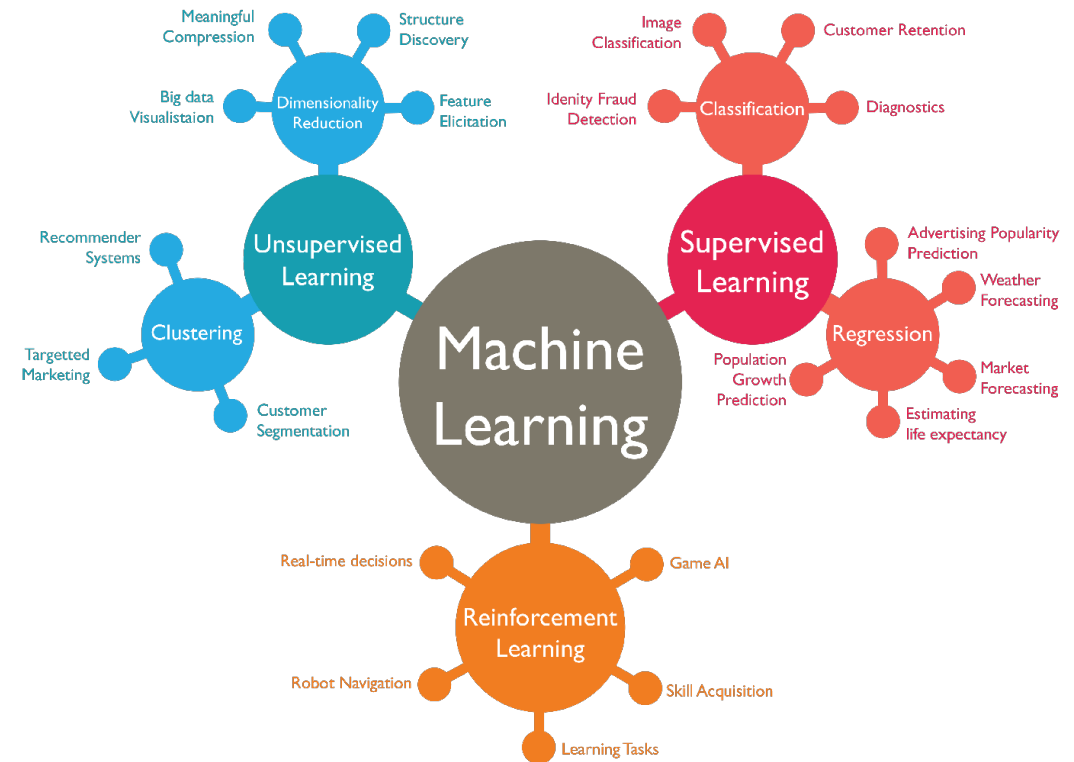 Meaningful
Compression
Structure
Discovery
Big data
Visualistaion
Dimensionality
Reduction
Feature
Elicitation
Image
Classification
Customer Retention
Idenity Fraud
Detection
Classification
Diagnostics
Recommender
Systems
Unsupervised
Learning
Clustering
Targetted
Marketing
Customer
Segmentation
Machine
Learning
Supervised
Learning
Advertising Popularity
Prediction
Weather
Forecasting
Regression
Population
Growth
Prediction
Market
Forecasting
Estimating
life expectancy
Real-time decisions
Game AI
Reinforcement
Learning
Robot Navigation
Skill Acquisition
Learning Tasks